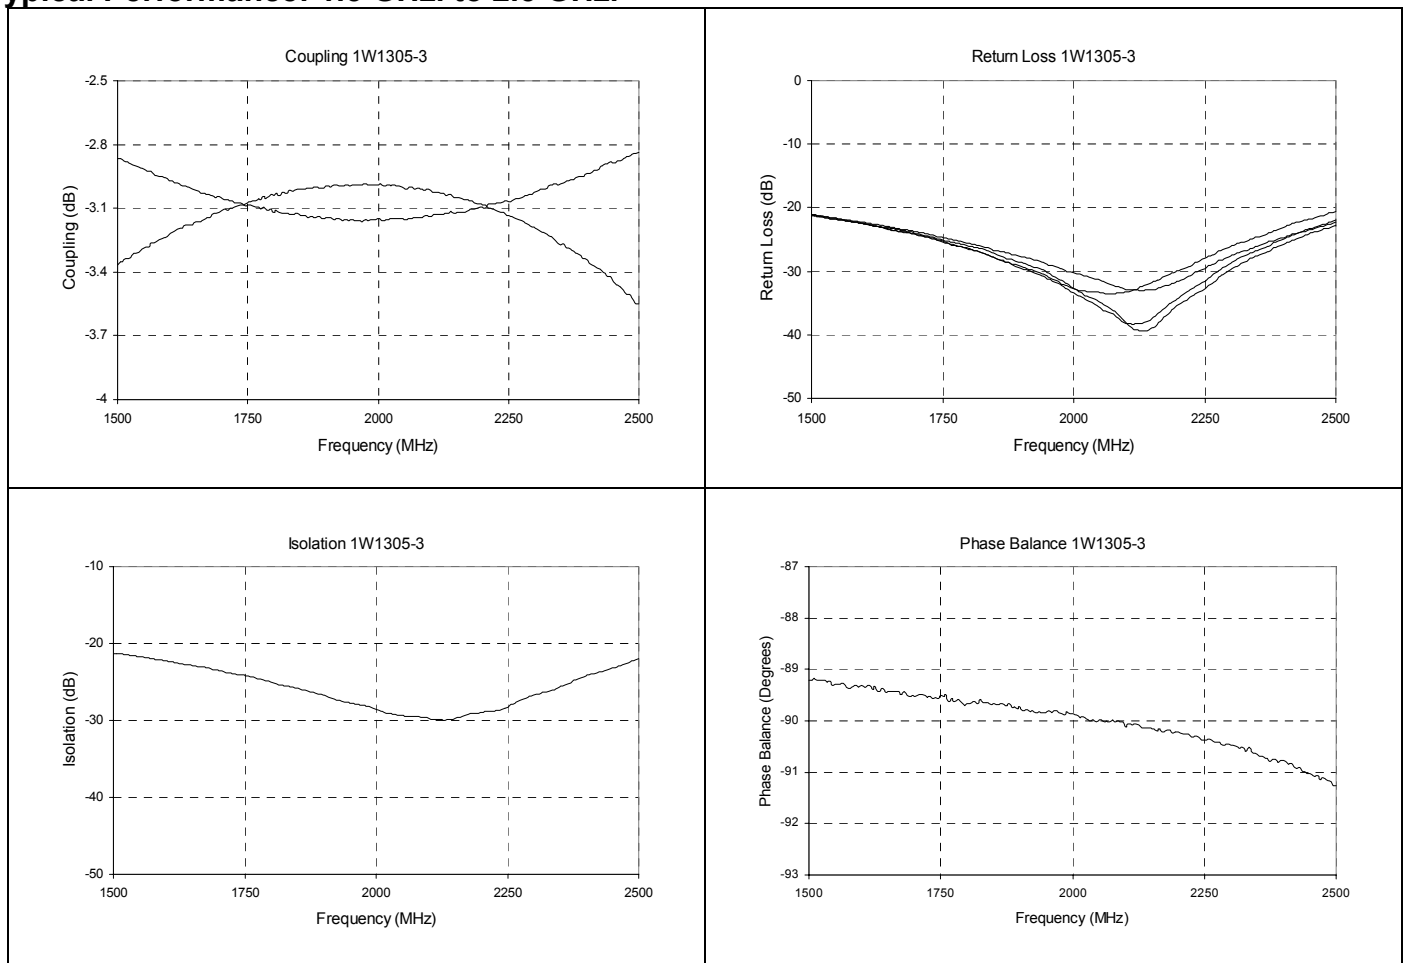 Coupling 1W1305-3
-2.5
-2.8
-3.1
-3.4
-3.7
-4
1500 1750 2000 2250 2500
Coupling (dB)
Frequency (MHz)
Return Loss 1W1305-3
0
-10
-20
-30
-40
-50
1500 1750 2000 2250 2500
Return Loss (dB)
Frequency (MHz)
Isolation 1W1305-3
-10
-20
-30
-40
-50
1500 1750 2000 2250 2500
Isolation (dB)
Frequency (MHz)
Phase Balance 1W1305-3
-87
-88
-89
-90
-91
-92
-93
1500 1750 2000 2250 2500
Phase Balance (Degrees)
Frequency (MHz)